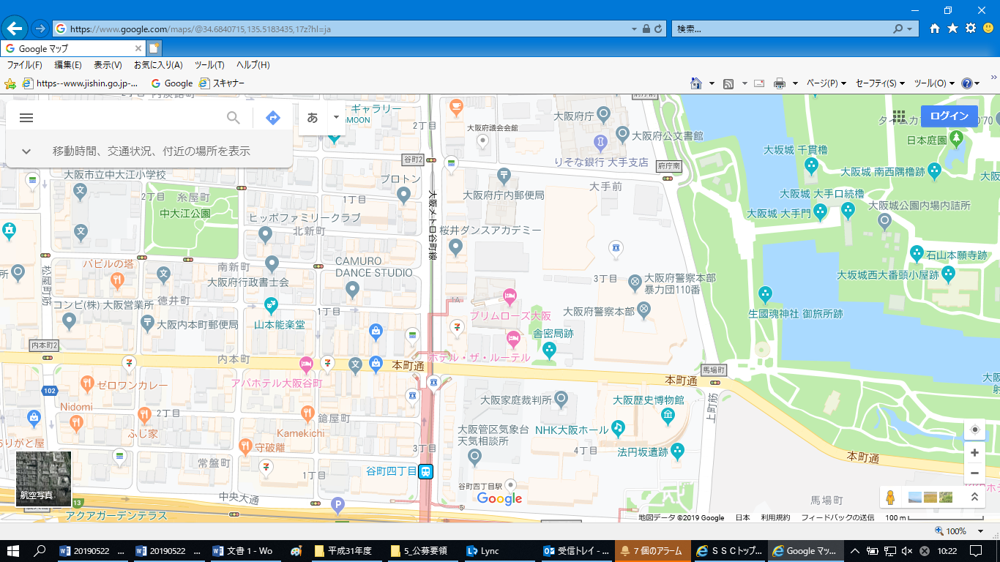 https://www.google.com/maps/@34.6840715,135.5183435,17z?hl=ja
検索...
Google マップ
ファイル(F) 編集(E) 表示(V) お気に入り(A) ツール(T) ヘルプ(H)
https--www.jishin.go.jp-... Google スキャナー
ページ(P) セーフティ(S) ツール(O)
ギャラリー
MOON
あ
移動時間、交通状況、付近の場所を表示
2丁目
谷町2
大阪府議会会館
大阪府庁
大阪府公文書館
りそな銀行 大手支店
府庁前
府庁南
ログイン
日本庭園
大阪市立中大江小学校
2丁目
糸屋町
中大江公園
プロトン
1丁目
大阪府庁内郵便局
大手前
大坂城 千貫櫓
大阪城 南西隅櫓跡
大阪城 大手口続櫓
大阪城 大手門
大阪城公園内場内詰所
ヒッポファミリークラブ
北新町
大阪メトロ谷町線
桜井ダンスアカデミー
石山本願寺跡
大坂城西大番頭小屋跡
松屋町筋
バビルの塔
南新町
大阪府行政書士会
CAMURO
DANCE STUDIO
3丁目
大阪府警察本部
暴力団110番
コンビ(株) 大阪営業所
徳井町
大阪内本町郵便局
山本能楽堂
1丁目
1A
プリムローズ大阪
大阪府警察本部
生國魂神社 御旅所跡
舎密局跡
ホテル・ザ・ルーテル
内本町2
内本町
本町通
アパホテル大阪谷町
馬場町
本町通
102
ゼロワンカレー
Nidomi
2丁目
ふじ家
鎗屋町
Kamekichi
大阪家庭裁判所
大阪歴史博物館
上町筋
大阪管区気象台
天気相談所
NHK大阪ホール
4丁目
法円坂遺跡
守破離
3丁目
常盤町
1丁目
谷町四丁目
谷町四丁目駅
本町通
馬場町
航空写真
13
中央大通
アクアガーデンテラス
5
Google
地図データ ©2019 Google 日本 利用規約 フィードバックの送信 100 m
100%
20190522 ...
20190522 ...
文書 1 - Wo
平成31年度
5_公募要領
Lync
受信トレイ - ...
7 個のアラーム
ＳＳＣトップ...
Google マッ...
10:22